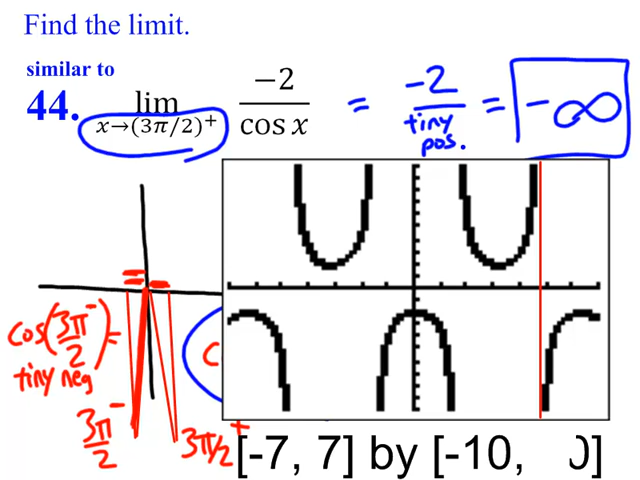 Find the limit.
similar to
44. lim x→(3π/2)⁺ −2/cos x = −2/tiny pos. = −∞
cos(3π/2⁻) =
tiny neg
3π/2⁻
3π/2⁺
[-7, 7] by [-10, 0]